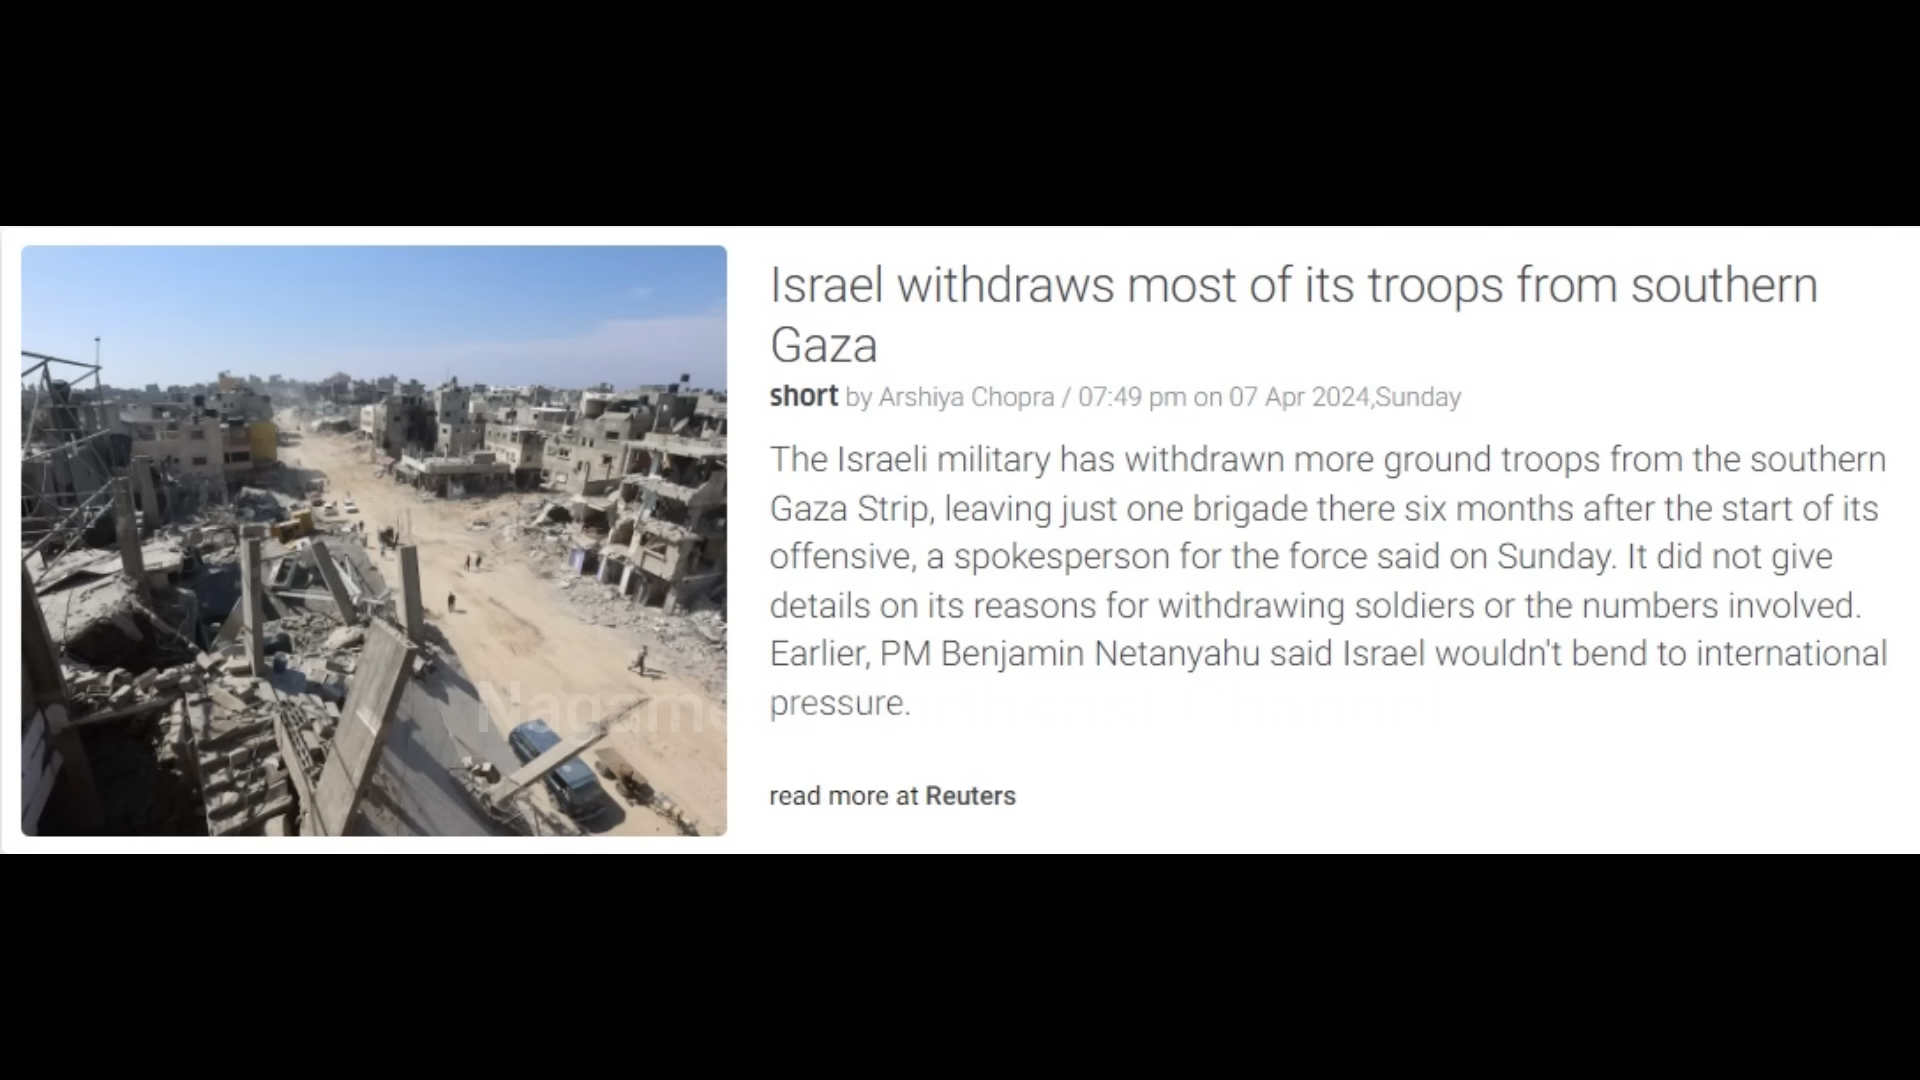 Israel withdraws most of its troops from southern
Gaza
short by Arshiya Chopra / 07:49 pm on 07 Apr 2024,Sunday
The Israeli military has withdrawn more ground troops from the southern
Gaza Strip, leaving just one brigade there six months after the start of its
offensive, a spokesperson for the force said on Sunday. It did not give
details on its reasons for withdrawing soldiers or the numbers involved.
Earlier, PM Benjamin Netanyahu said Israel wouldn't bend to international
pressure.
read more at Reuters